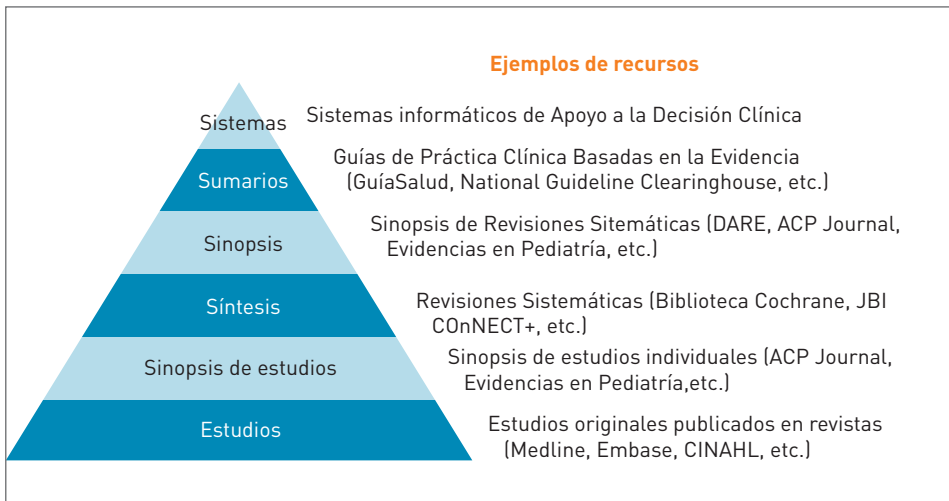 Ejemplos de recursos
Sistemas
Sistemas informáticos de Apoyo a la Decisión Clínica
Sumarios
Guías de Práctica Clínica Basadas en la Evidencia
(GuíaSalud, National Guideline Clearinghouse, etc.)
Sinopsis
Sinopsis de Revisiones Sitemáticas (DARE, ACP Journal,
Evidencias en Pediatría, etc.)
Síntesis
Revisiones Sistemáticas (Biblioteca Cochrane, JBI
COnNECT+, etc.)
Sinopsis de estudios
Sinopsis de estudios individuales (ACP Journal,
Evidencias en Pediatría,etc.)
Estudios
Estudios originales publicados en revistas
(Medline, Embase, CINAHL, etc.)